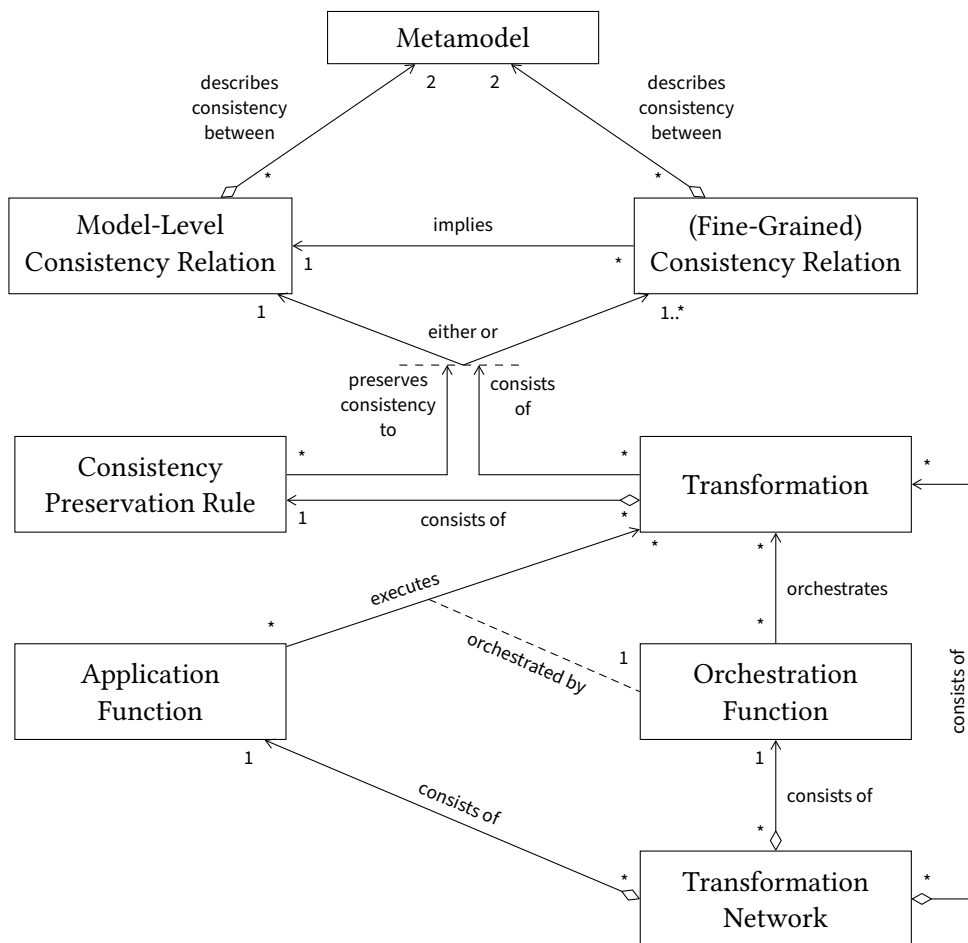 Metamodel
2
2
describes
consistency
between
describes
consistency
between
*
*
Model-Level
Consistency Relation
implies
(Fine-Grained)
Consistency Relation
1
*
1
either or
1..*
preserves
consistency
to
consists
of
*
*
*
Consistency
Preservation Rule
Transformation
1
consists of
*
*
*
executes
orchestrates
*
*
orchestrated by
1
Application
Function
Orchestration
Function
consists of
1
1
consists of
consists of
*
*
*
Transformation
Network